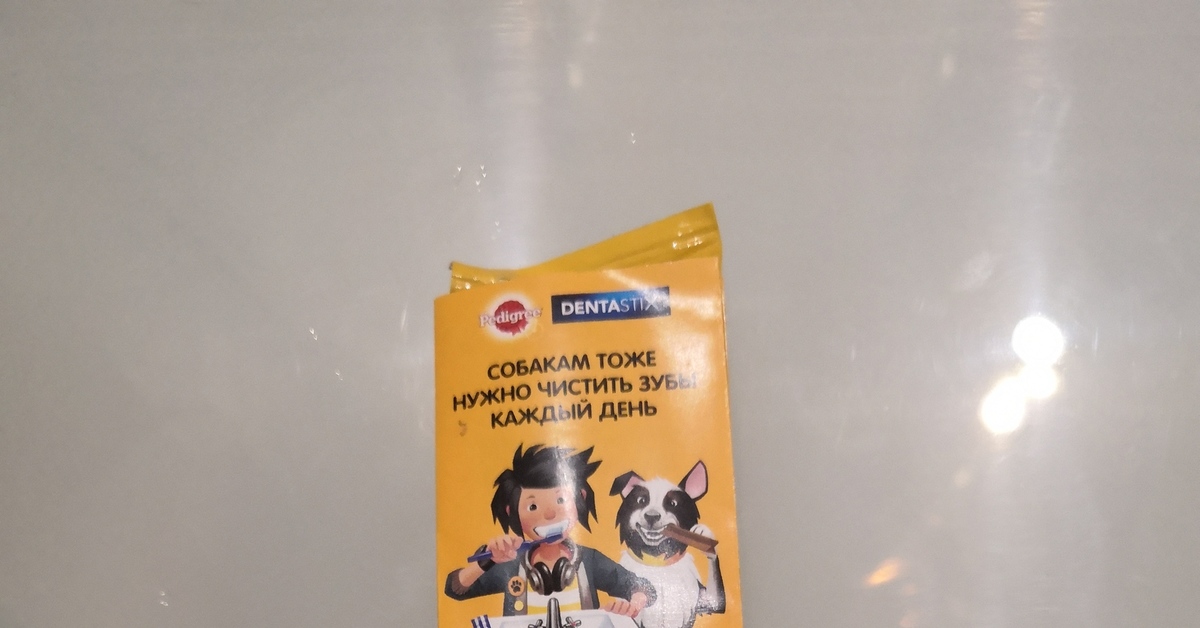 Pedigree DENTASTIX
СОБАКАМ ТОЖЕ
НУЖНО ЧИСТИТЬ ЗУБЫ
КАЖДЫЙ ДЕНЬ